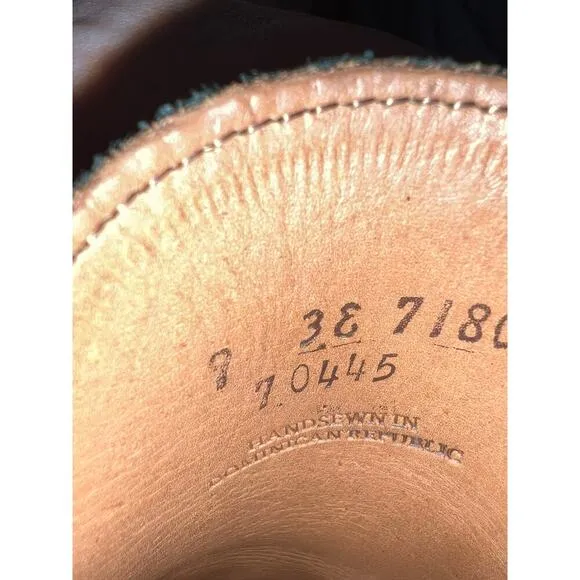 9 3E 7180
7 0445
HANDSEWN IN
DOMINICAN REPUBLIC